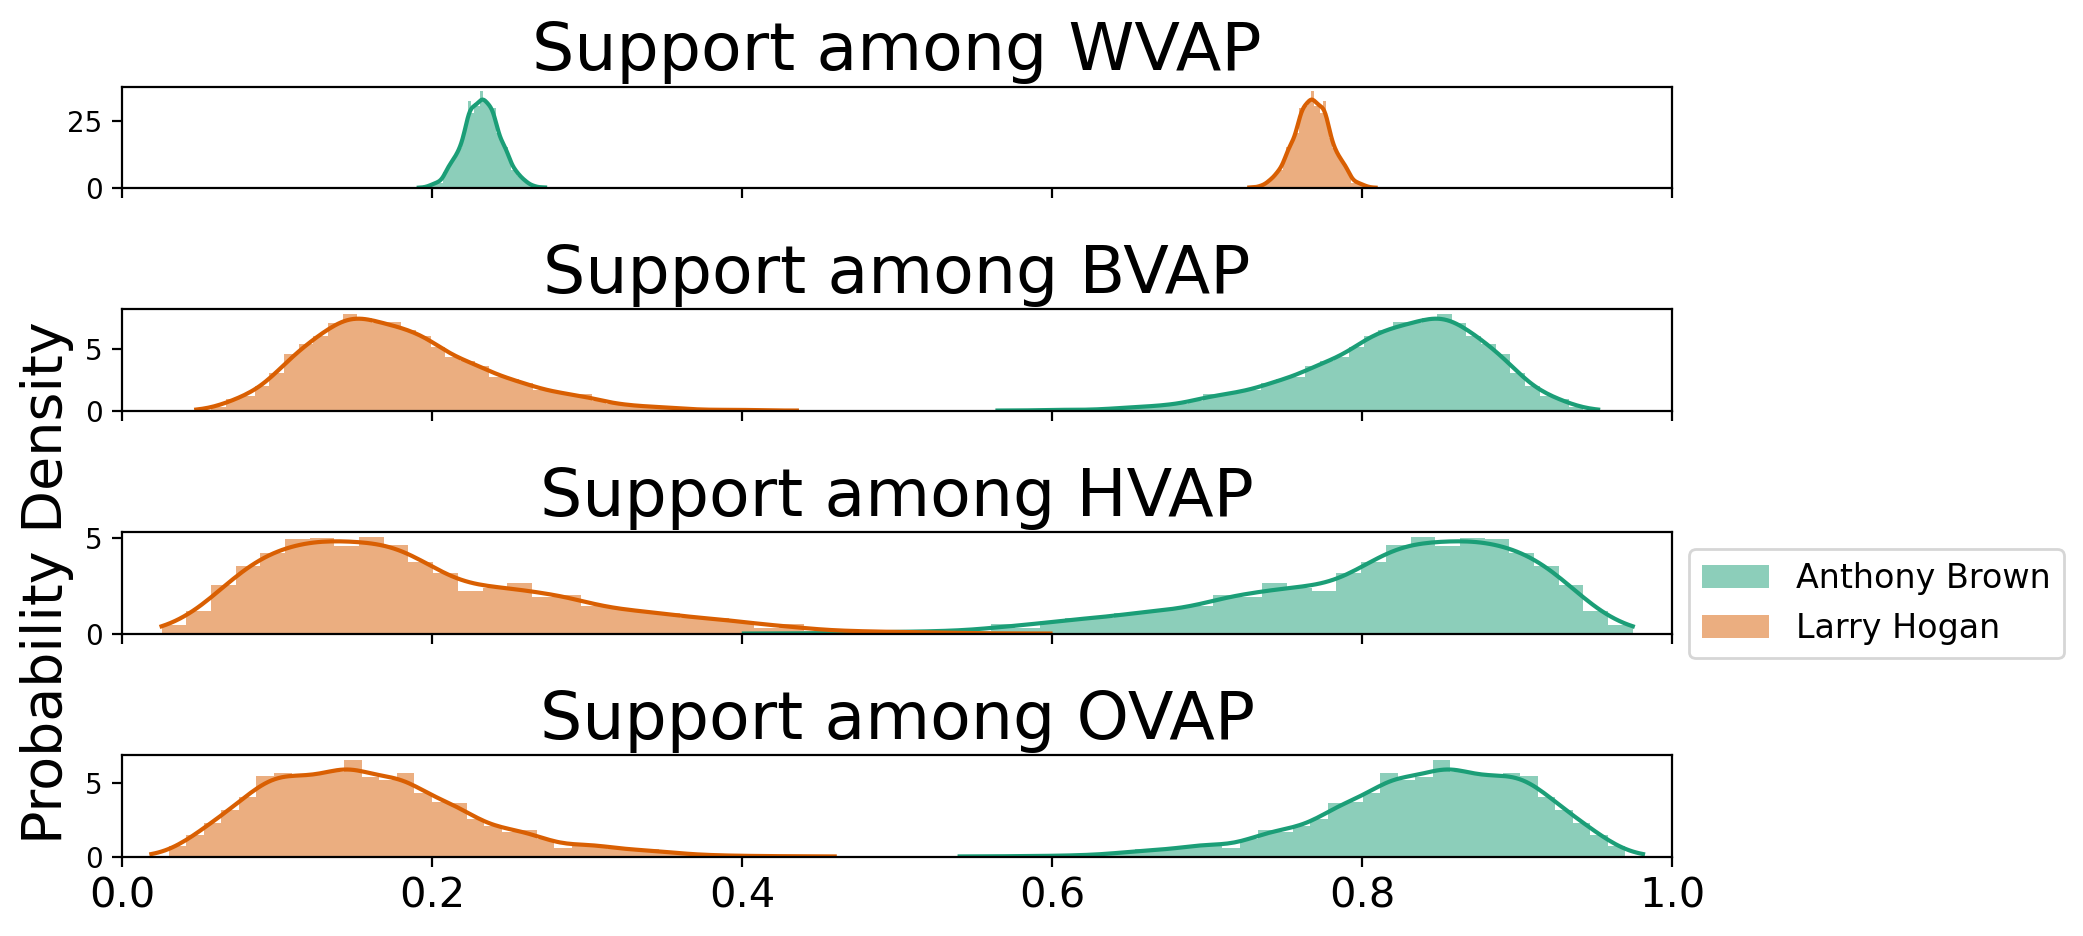 Support among WVAP
25
0
Support among BVAP
5
0
Support among HVAP
5
0
Support among OVAP
5
0
0.0 0.2 0.4 0.6 0.8 1.0
Probability Density
Anthony Brown
Larry Hogan